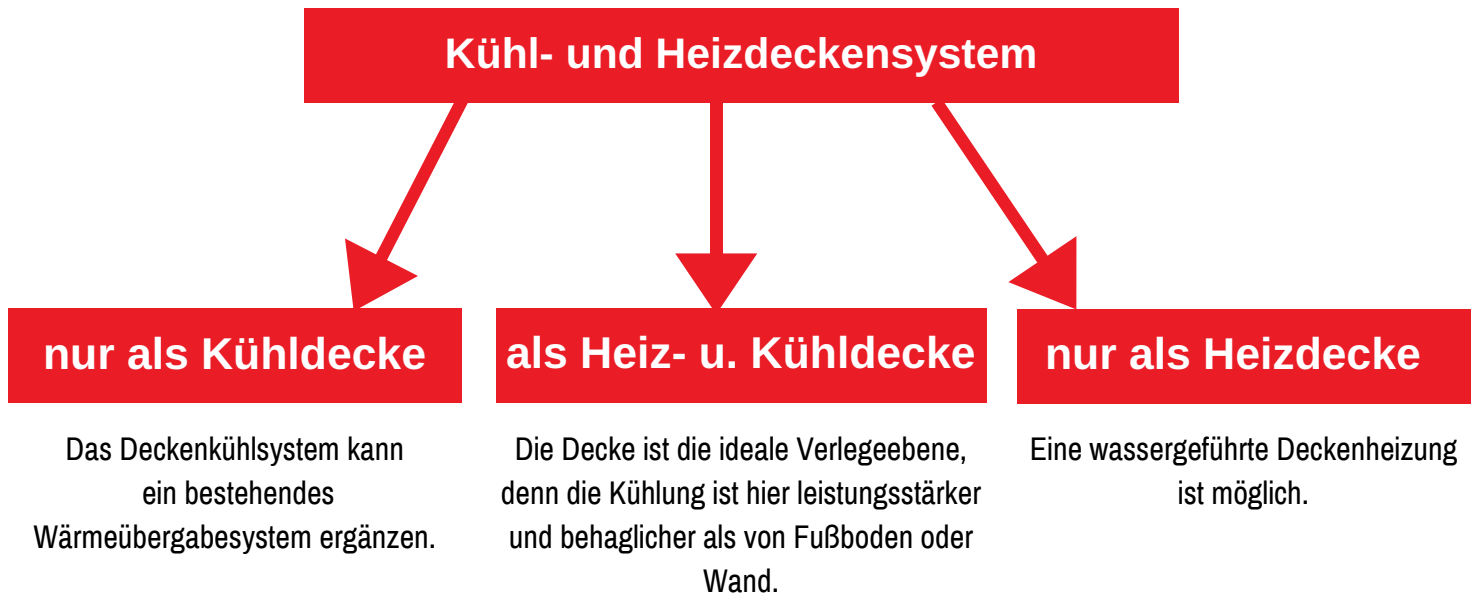 Kühl- und Heizdeckensystem
nur als Kühldecke
Das Deckenkühlsystem kann
ein bestehendes
Wärmeübergabesystem ergänzen.
als Heiz- u. Kühldecke
Die Decke ist die ideale Verlegeebene,
denn die Kühlung ist hier leistungsstärker
und behaglicher als von Fußboden oder
Wand.
nur als Heizdecke
Eine wassergeführte Deckenheizung
ist möglich.